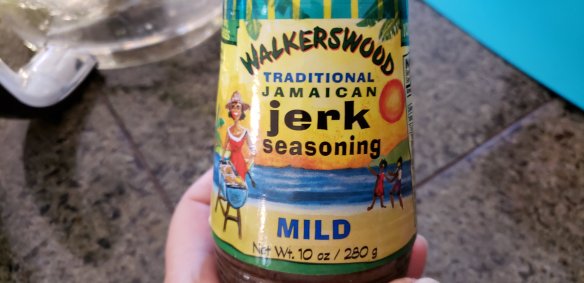 WALKERSWOOD
TRADITIONAL
JAMAICAN
jerk
seasoning
MILD
Net Wt. 10 oz / 280 g